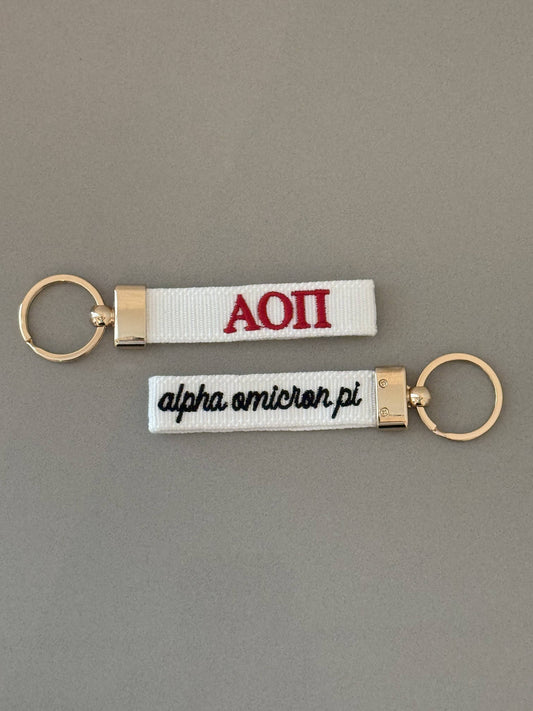 ΑΟΠ
alpha omicron pi